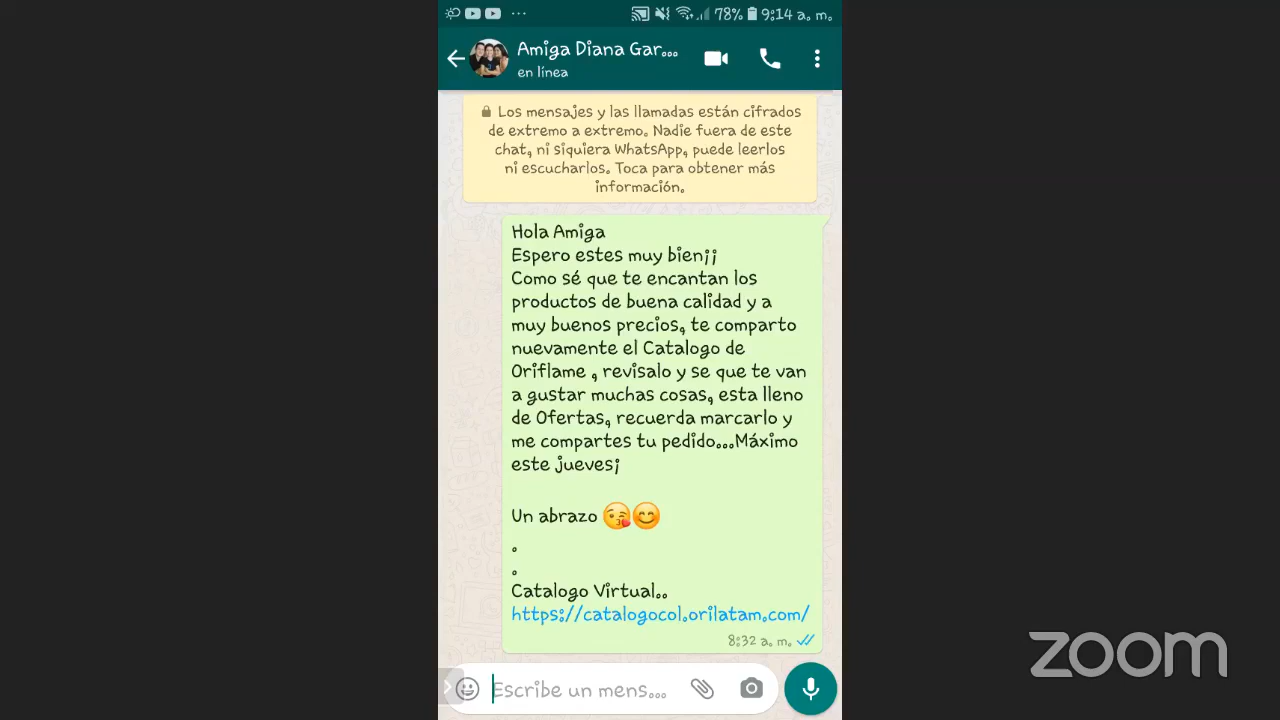 78% 9:14 a. m.
Amiga Diana Gar...
en línea
Los mensajes y las llamadas están cifrados
de extremo a extremo. Nadie fuera de este
chat, ni siquiera WhatsApp, puede leerlos
ni escucharlos. Toca para obtener más
información.
Hola Amiga
Espero estes muy bien¡¡
Como sé que te encantan los
productos de buena calidad y a
muy buenos precios, te comparto
nuevamente el Catalogo de
Oriflame , revisalo y se que te van
a gustar muchas cosas, esta lleno
de Ofertas, recuerda marcarlo y
me compartes tu pedido...Máximo
este jueves¡
Un abrazo 😘😊
.
.
Catalogo Virtual..
https://catalogocol.orilatam.com/
8:32 a. m.
Escribe un mens...
zoom